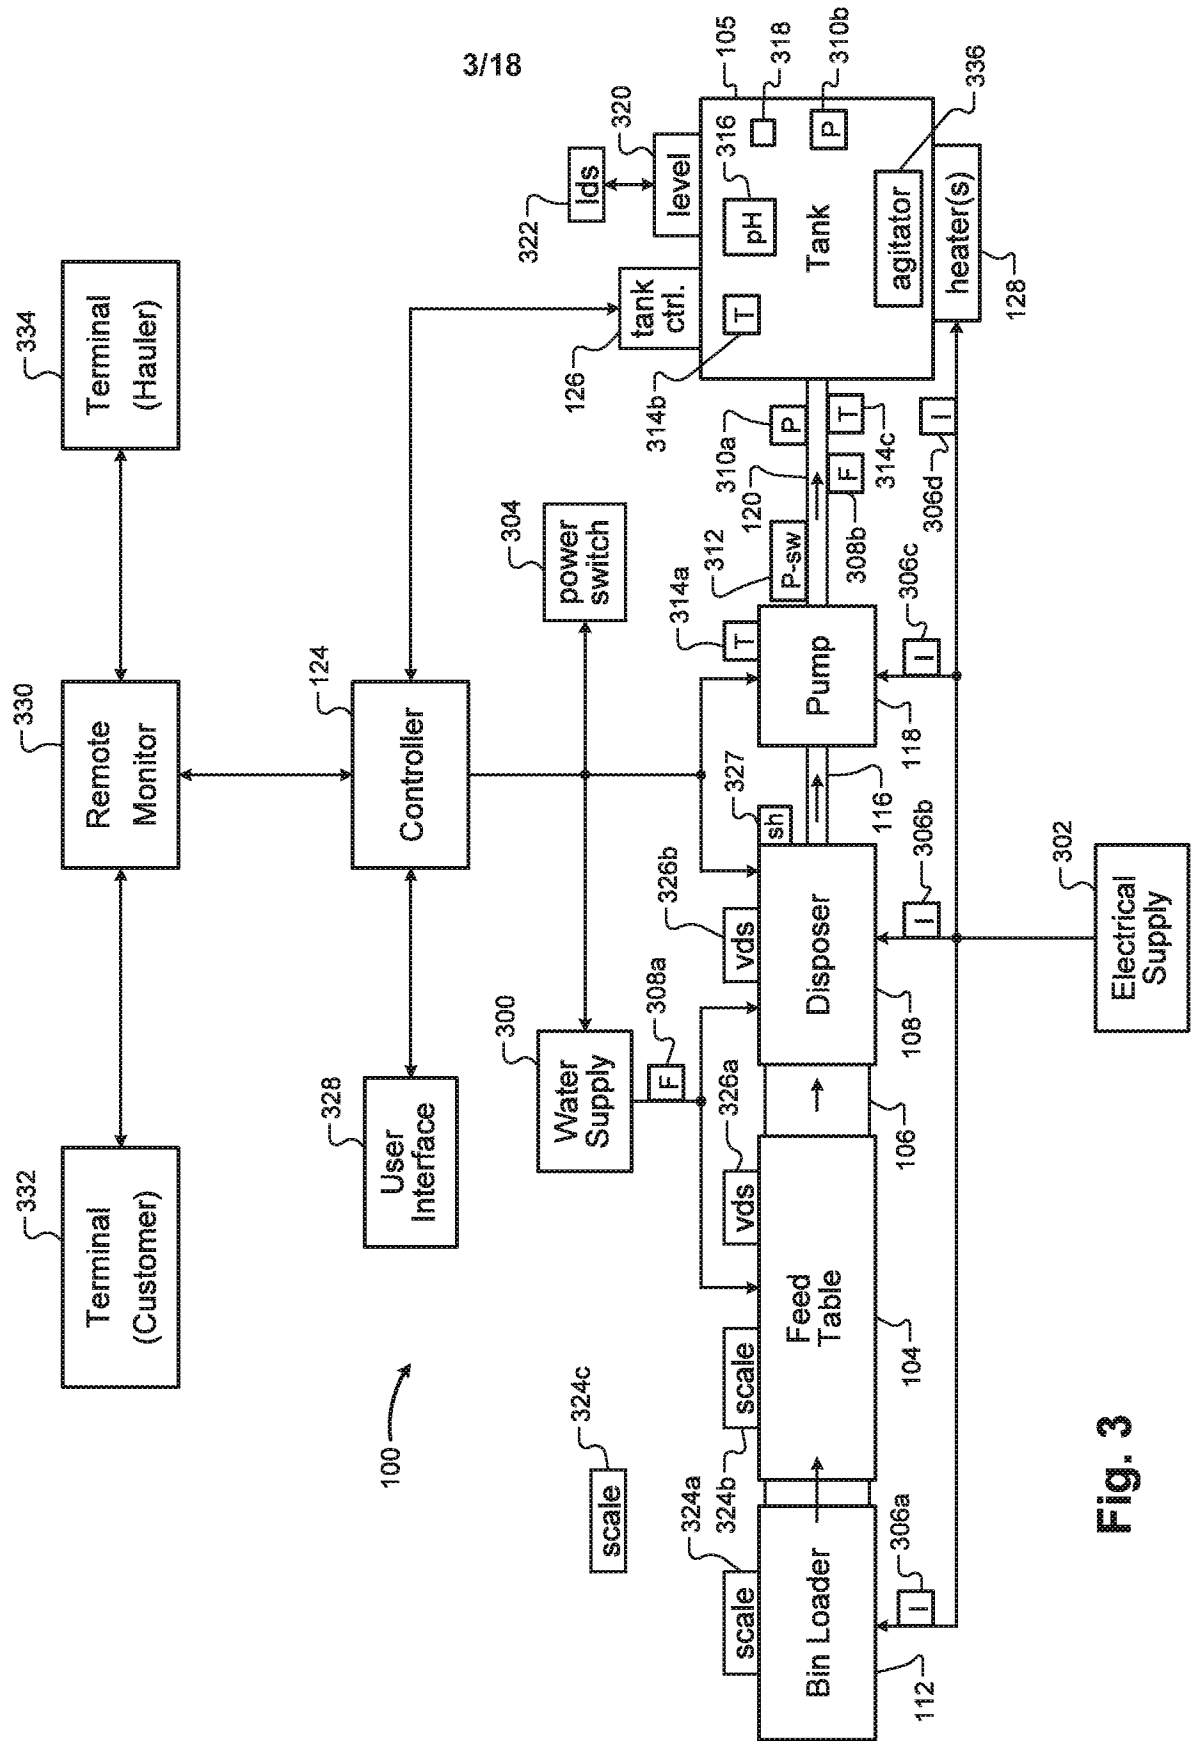 3/18
332
Terminal
(Customer)
330
Remote
Monitor
334
Terminal
(Hauler)
100
328
User
Interface
124
Controller
324c
scale
300
Water
Supply
308a
F
304
power
switch
322
lds
320
level
126
tank
ctrl.
324a
scale
324b
scale
326a
vds
326b
vds
327
sh
314a
T
312
P-sw
120
310a
P
314b
T
316
pH
318
105
310b
P
Bin Loader
112
Feed
Table
104
106
Disposer
108
116
Pump
118
308b
F
314c
T
Tank
agitator
336
heater(s)
128
306a
I
306b
I
306c
I
306d
I
302
Electrical
Supply
Fig. 3